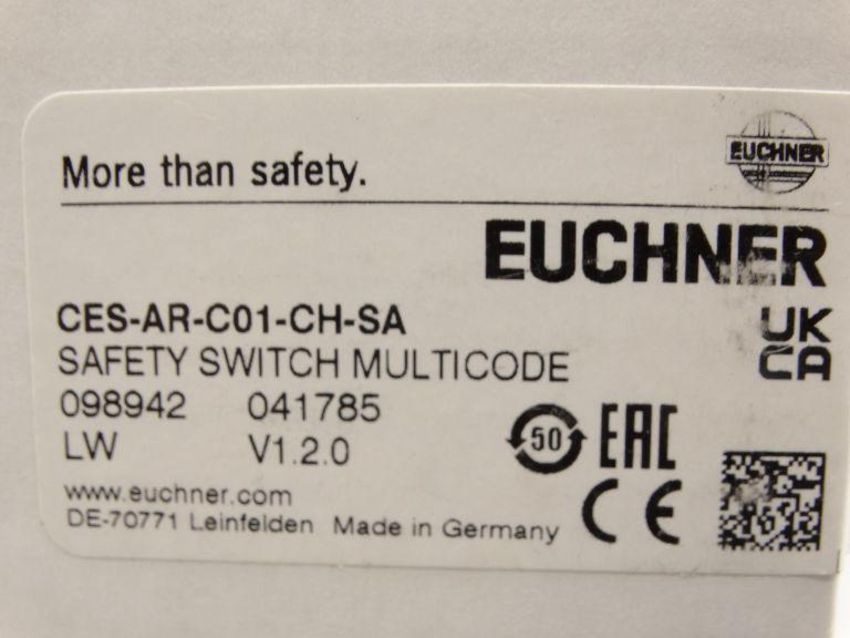 EUCHNER
More than safety.
EUCHNER
CES-AR-C01-CH-SA
UK
CA
SAFETY SWITCH MULTICODE
098942 041785
LW V1.2.0
50 EAC
www.euchner.com
CE
DE-70771 Leinfelden Made in Germany